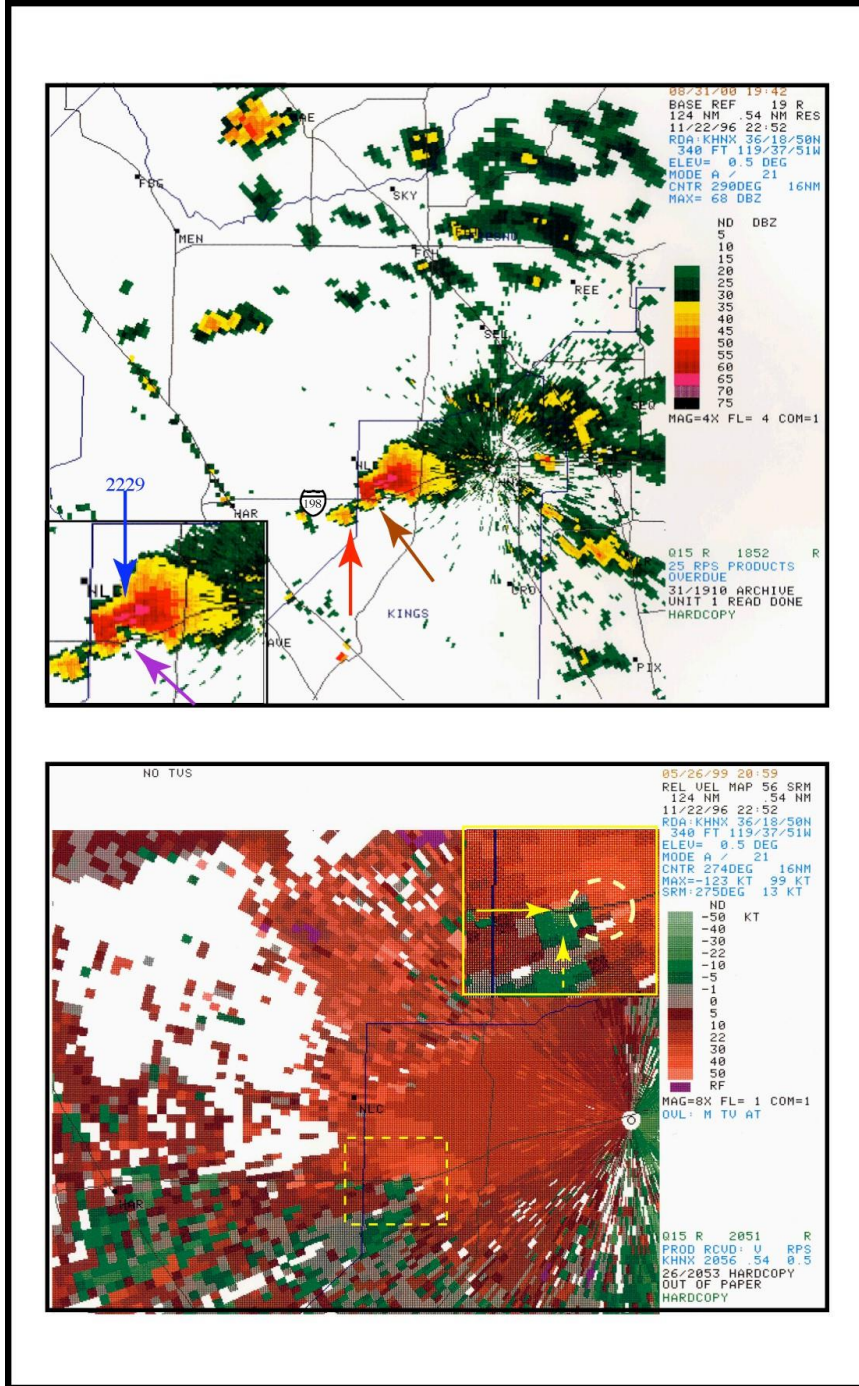 08/31/00 19:42
BASE REF 19 R
124 NM .54 NM RES
11/22/96 22:52
RDA:KHNX 36/18/50N
340 FT 119/37/51W
ELEV= 0.5 DEG
MODE A / 21
CNTR 290DEG 16NM
MAX= 68 DBZ
ND DBZ
5
10
15
20
25
30
35
40
45
50
55
60
65
70
75
MAG=4X FL= 4 COM=1
Q15 R 1852 R
25 RPS PRODUCTS
OVERDUE
31/1910 ARCHIVE
UNIT 1 READ DONE
HARDCOPY
FSG
SKY
MEN
FCH
REE
SEL
HAR
198
2229
NLC
KINGS
AVE
PIX
NO TVS
05/26/99 20:59
REL VEL MAP 56 SRM
124 NM .54 NM
11/22/96 22:52
RDA:KHNX 36/18/50N
340 FT 119/37/51W
ELEV= 0.5 DEG
MODE A / 21
CNTR 274DEG 16NM
MAX=-123 KT 99 KT
SRM:275DEG 13 KT
ND
-50 KT
-40
-30
-22
-10
-5
-1
0
5
10
22
30
40
50
RF
MAG=8X FL= 1 COM=1
OVL: M TV AT
NLC
HAR
Q15 R 2051 R
PROD RCVD: V RPS
KHNX 2056 .54 0.5
26/2053 HARDCOPY
OUT OF PAPER
HARDCOPY